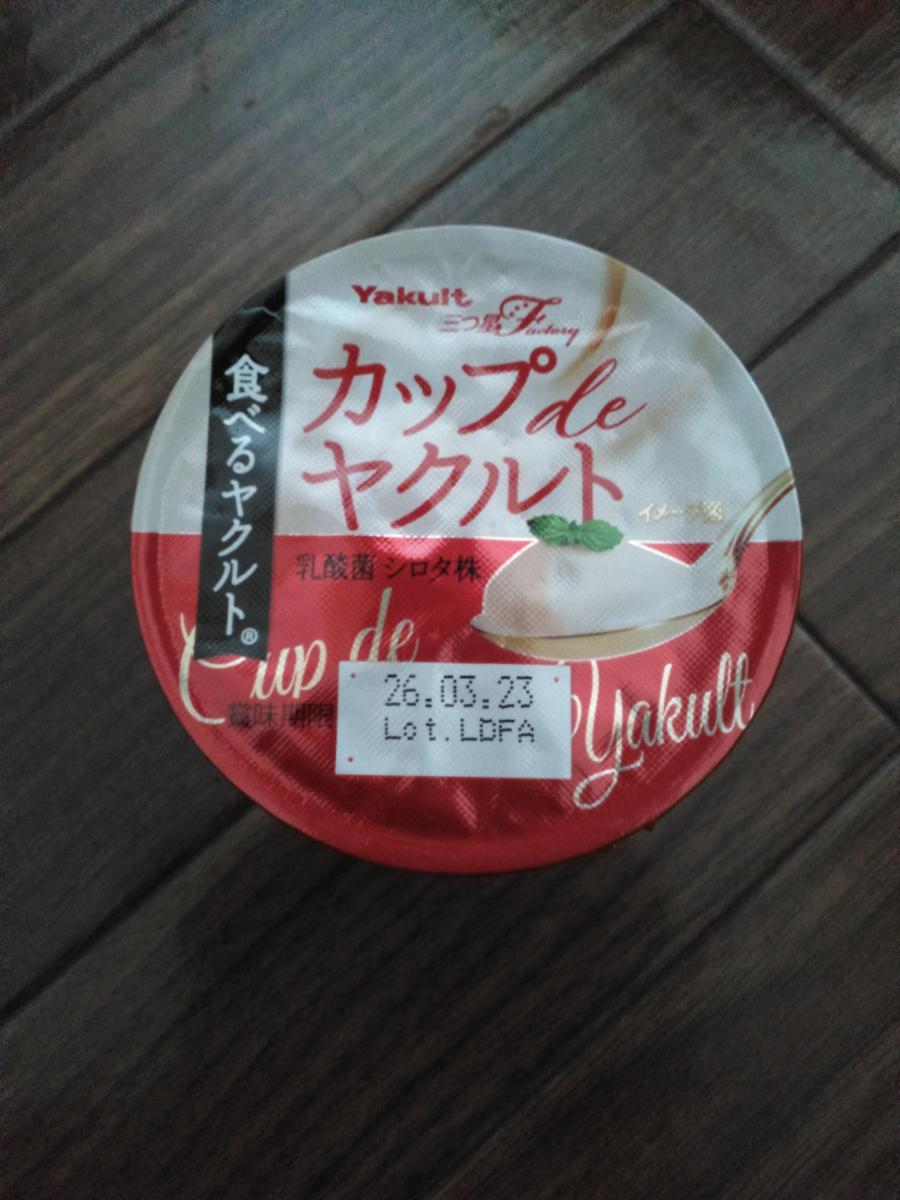 Yakult
三つ星Factory
食べるヤクルト®
カップde
ヤクルト
イメージ図
乳酸菌 シロタ株
Cup de
Yakult
賞味期限
26.03.23
Lot.LDFA